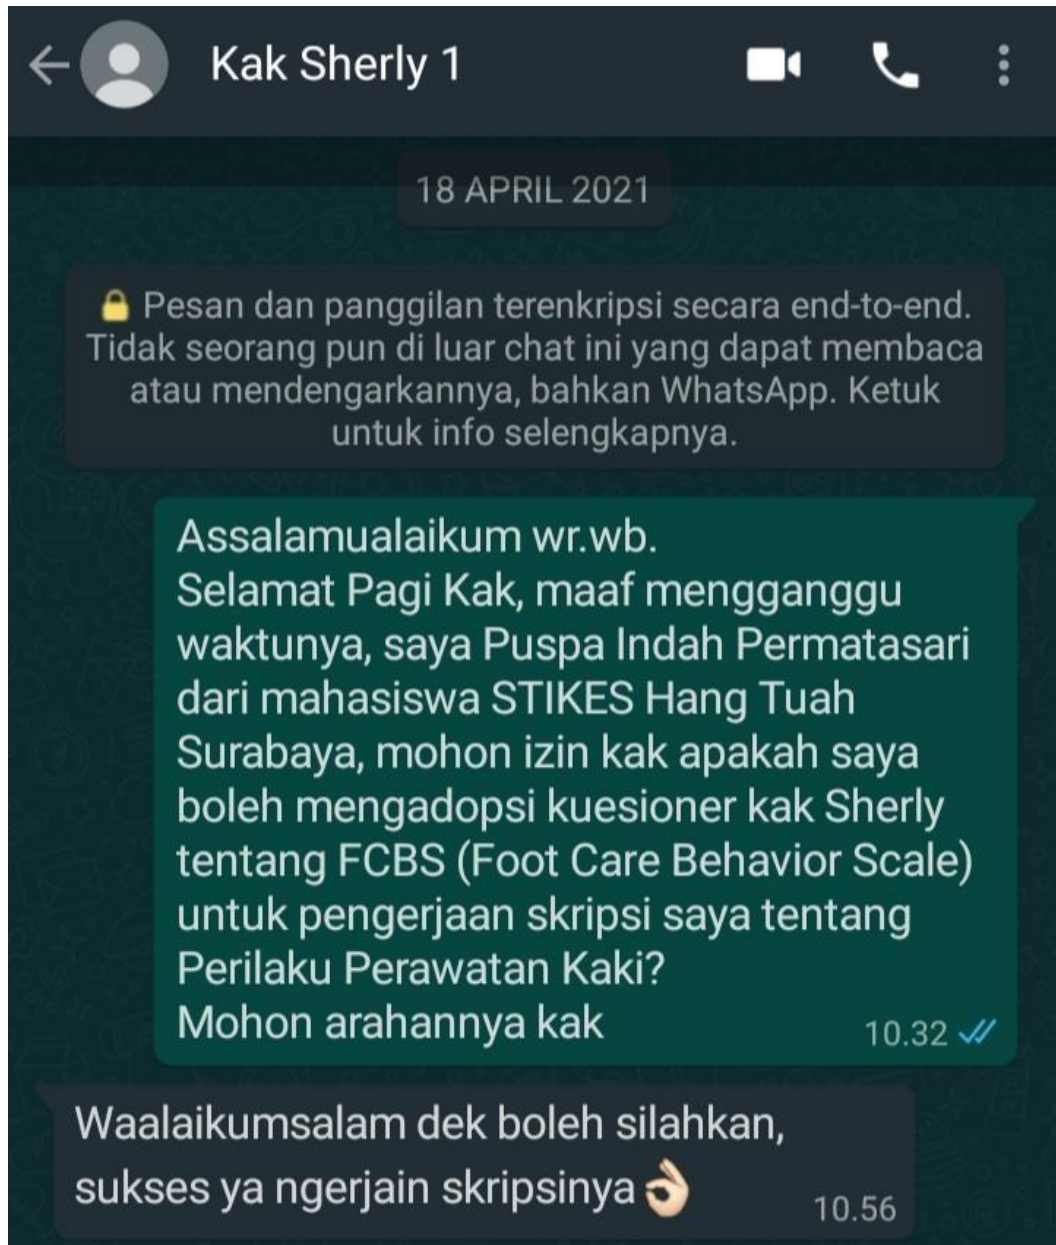 Kak Sherly 1
18 APRIL 2021
🔒 Pesan dan panggilan terenkripsi secara end-to-end.
Tidak seorang pun di luar chat ini yang dapat membaca
atau mendengarkannya, bahkan WhatsApp. Ketuk
untuk info selengkapnya.
Assalamualaikum wr.wb.
Selamat Pagi Kak, maaf mengganggu
waktunya, saya Puspa Indah Permatasari
dari mahasiswa STIKES Hang Tuah
Surabaya, mohon izin kak apakah saya
boleh mengadopsi kuesioner kak Sherly
tentang FCBS (Foot Care Behavior Scale)
untuk pengerjaan skripsi saya tentang
Perilaku Perawatan Kaki?
Mohon arahannya kak
10.32
Waalaikumsalam dek boleh silahkan,
sukses ya ngerjain skripsinya👌🏻
10.56